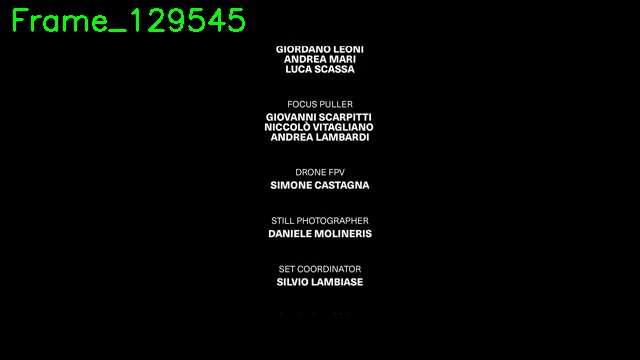 Frame_129545
GIORDANO LEONI
ANDREA MARI
LUCA SCASSA
FOCUS PULLER
GIOVANNI SCARPITTI
NICCOLÒ VITAGLIANO
ANDREA LAMBARDI
DRONE FPV
SIMONE CASTAGNA
STILL PHOTOGRAPHER
DANIELE MOLINERIS
SET COORDINATOR
SILVIO LAMBIASE